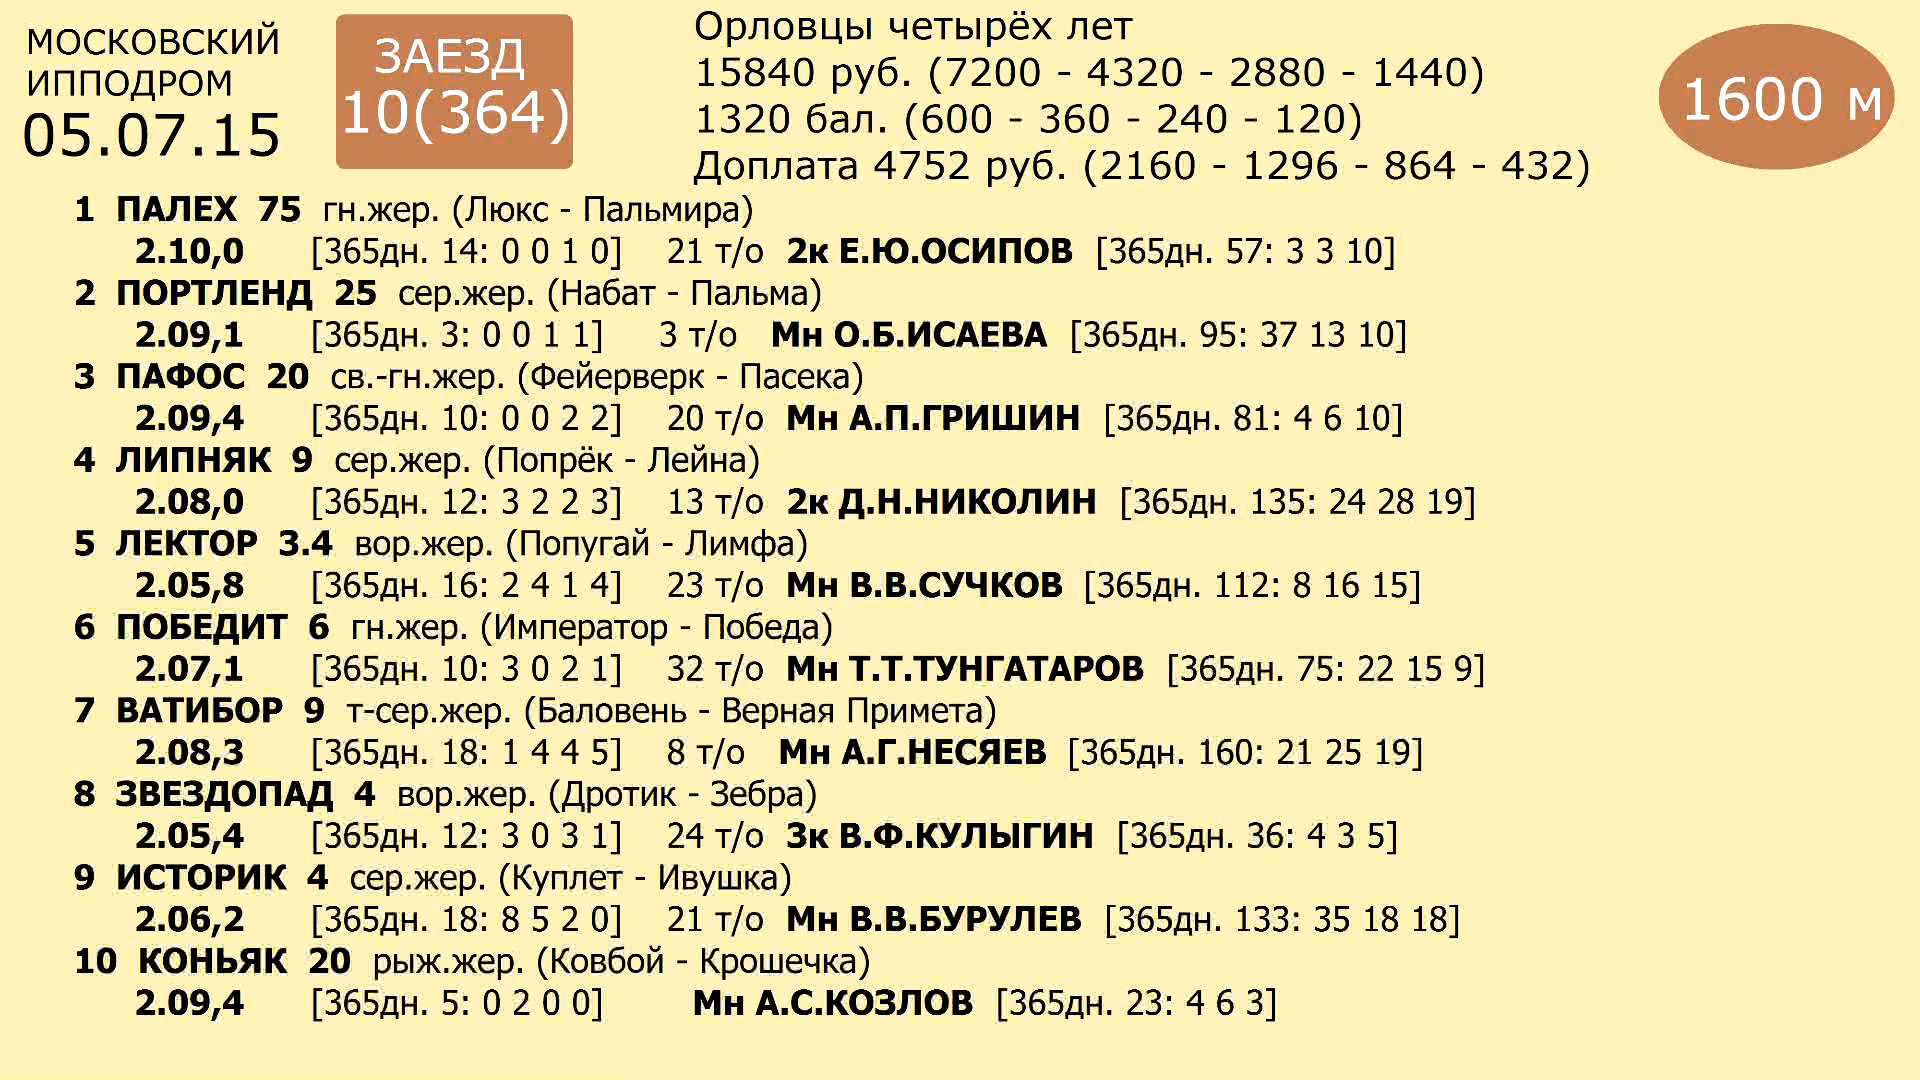 МОСКОВСКИЙ
ИППОДРОМ
05.07.15
ЗАЕЗД
10(364)
Орловцы четырёх лет
15840 руб. (7200 - 4320 - 2880 - 1440)
1320 бал. (600 - 360 - 240 - 120)
Доплата 4752 руб. (2160 - 1296 - 864 - 432)
1600 м
1 ПАЛЕХ 75 гн.жер. (Люкс - Пальмира)
2.10,0 [365дн. 14: 0 0 1 0] 21 т/о 2к Е.Ю.ОСИПОВ [365дн. 57: 3 3 10]
2 ПОРТЛЕНД 25 сер.жер. (Набат - Пальма)
2.09,1 [365дн. 3: 0 0 1 1] 3 т/о Мн О.Б.ИСАЕВА [365дн. 95: 37 13 10]
3 ПАФОС 20 св.-гн.жер. (Фейерверк - Пасека)
2.09,4 [365дн. 10: 0 0 2 2] 20 т/о Мн А.П.ГРИШИН [365дн. 81: 4 6 10]
4 ЛИПНЯК 9 сер.жер. (Попрёк - Лейна)
2.08,0 [365дн. 12: 3 2 2 3] 13 т/о 2к Д.Н.НИКОЛИН [365дн. 135: 24 28 19]
5 ЛЕКТОР 3.4 вор.жер. (Попугай - Лимфа)
2.05,8 [365дн. 16: 2 4 1 4] 23 т/о Мн В.В.СУЧКОВ [365дн. 112: 8 16 15]
6 ПОБЕДИТ 6 гн.жер. (Император - Победа)
2.07,1 [365дн. 10: 3 0 2 1] 32 т/о Мн Т.Т.ТУНГАТАРОВ [365дн. 75: 22 15 9]
7 ВАТИБОР 9 т-сер.жер. (Баловень - Верная Примета)
2.08,3 [365дн. 18: 1 4 4 5] 8 т/о Мн А.Г.НЕСЯЕВ [365дн. 160: 21 25 19]
8 ЗВЕЗДОПАД 4 вор.жер. (Дротик - Зебра)
2.05,4 [365дн. 12: 3 0 3 1] 24 т/о 3к В.Ф.КУЛЫГИН [365дн. 36: 4 3 5]
9 ИСТОРИК 4 сер.жер. (Куплет - Ивушка)
2.06,2 [365дн. 18: 8 5 2 0] 21 т/о Мн В.В.БУРУЛЕВ [365дн. 133: 35 18 18]
10 КОНЬЯК 20 рыж.жер. (Ковбой - Крошечка)
2.09,4 [365дн. 5: 0 2 0 0] Мн А.С.КОЗЛОВ [365дн. 23: 4 6 3]